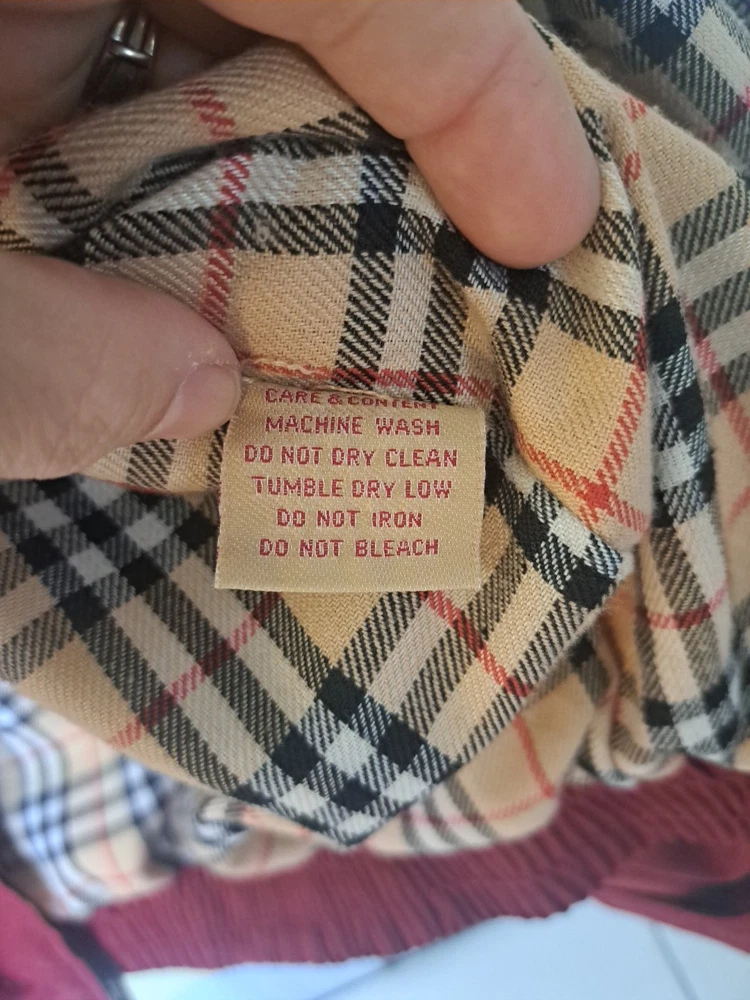 CARE & CONTENT
MACHINE WASH
DO NOT DRY CLEAN
TUMBLE DRY LOW
DO NOT IRON
DO NOT BLEACH